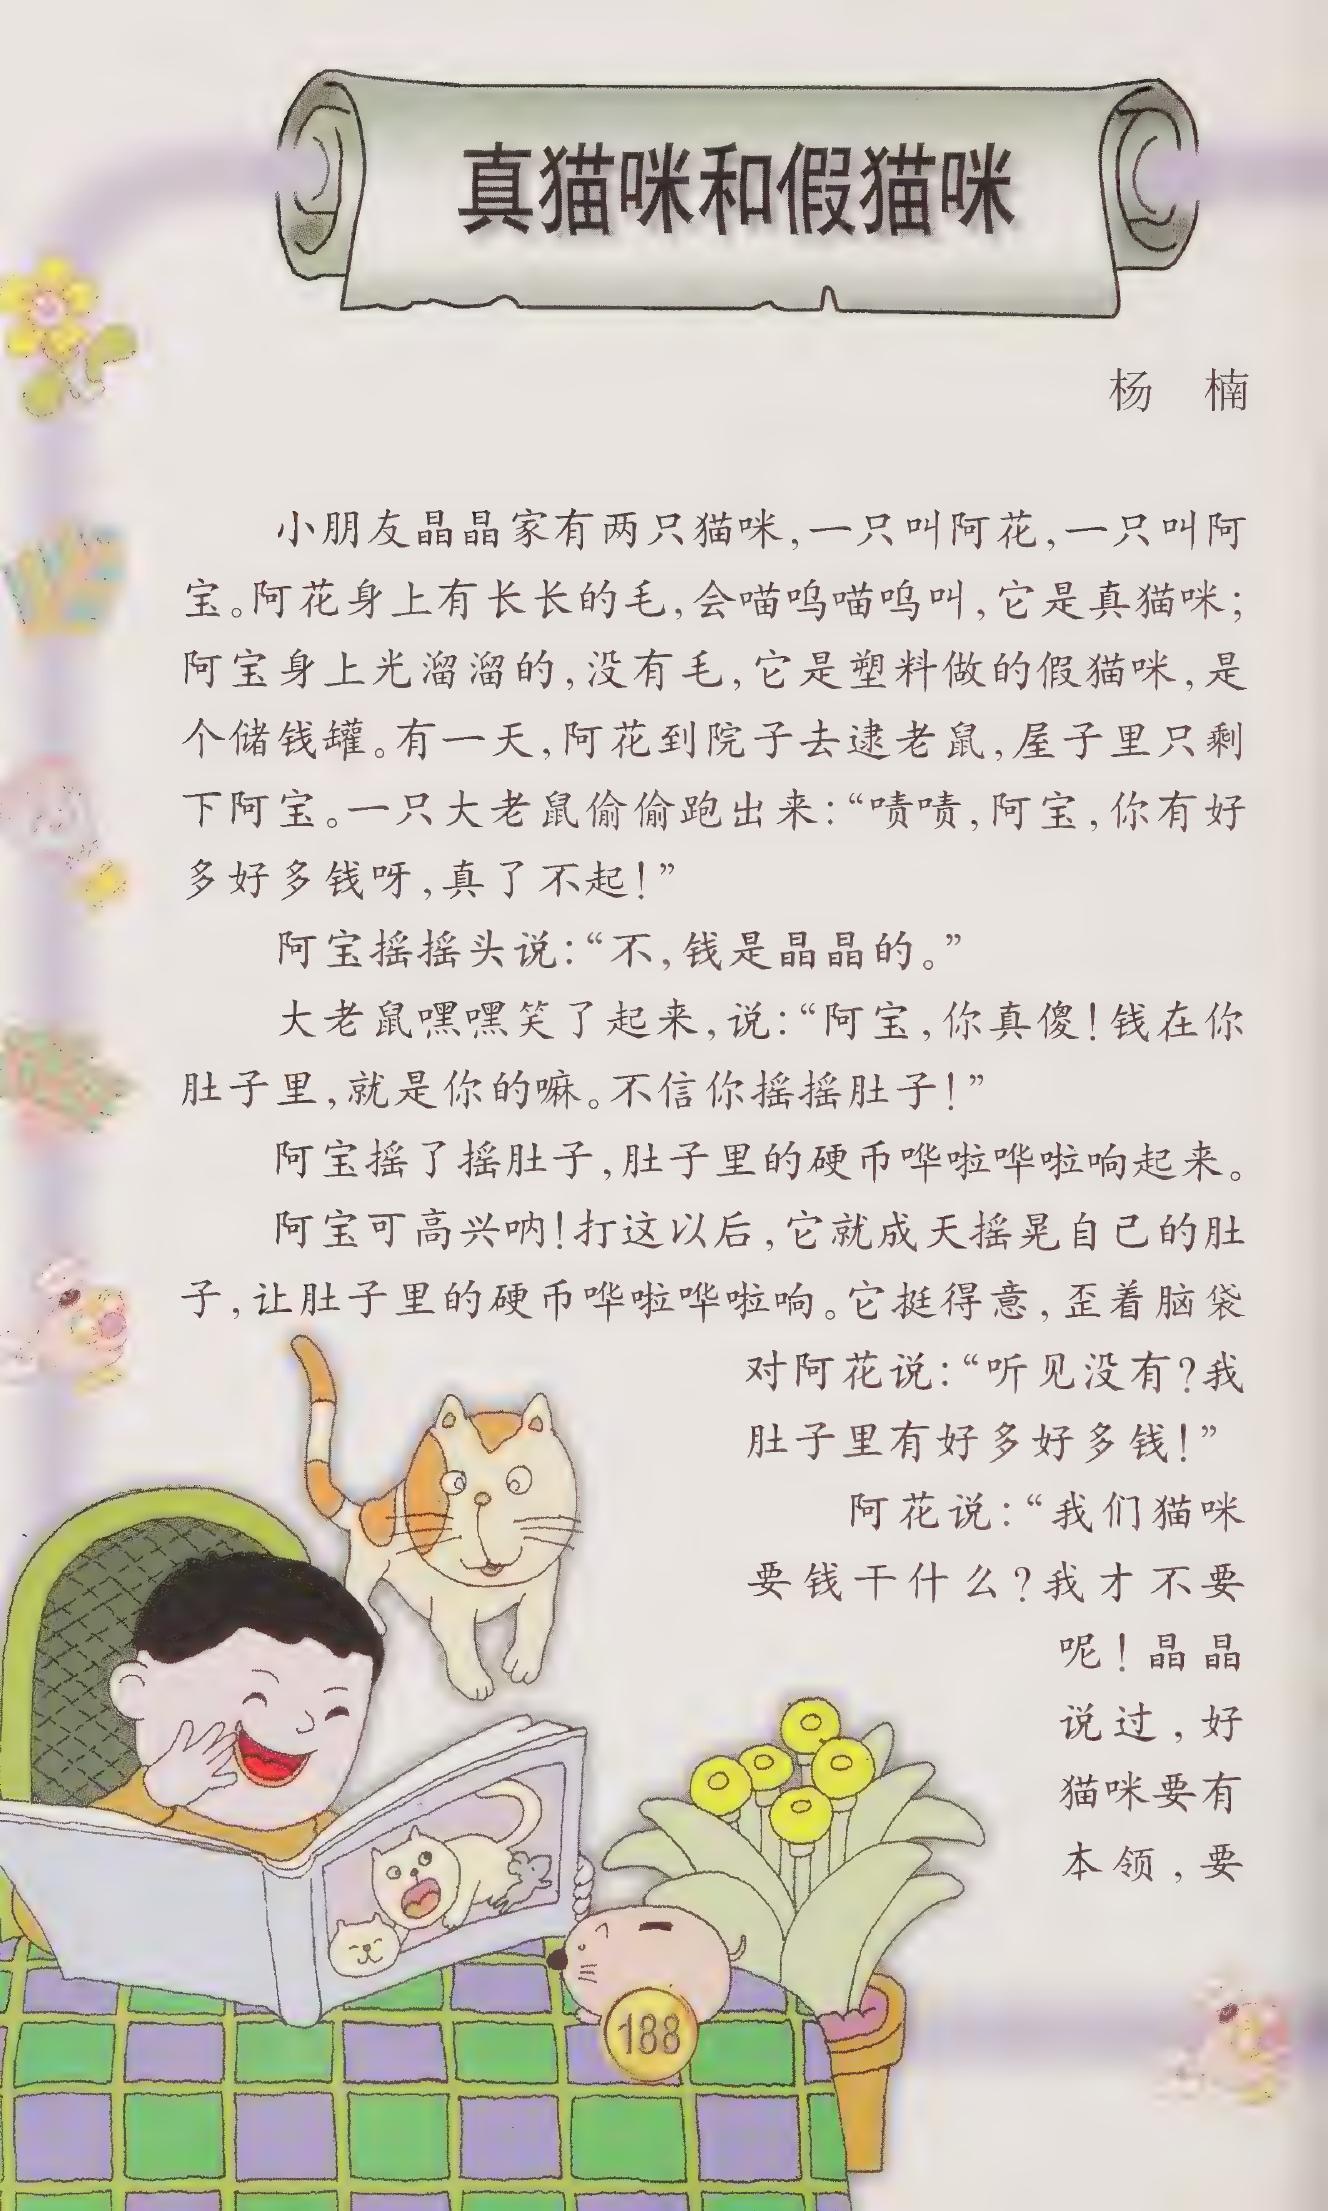 真猫咪和假猫咪
杨　楠
小朋友晶晶家有两只猫咪,一只叫阿花,一只叫阿
宝。阿花身上有长长的毛,会喵呜喵呜叫,它是真猫咪;
阿宝身上光溜溜的,没有毛,它是塑料做的假猫咪,是
个储钱罐。有一天,阿花到院子去逮老鼠,屋子里只剩
下阿宝。一只大老鼠偷偷跑出来:“啧啧,阿宝,你有好
多好多钱呀,真了不起!”
阿宝摇摇头说:“不,钱是晶晶的。”
大老鼠嘿嘿笑了起来,说:“阿宝,你真傻!钱在你
肚子里,就是你的嘛。不信你摇摇肚子!”
阿宝摇了摇肚子,肚子里的硬币哗啦哗啦响起来。
阿宝可高兴呐!打这以后,它就成天摇晃自己的肚
子,让肚子里的硬币哗啦哗啦响。它挺得意,歪着脑袋
对阿花说:“听见没有?我
肚子里有好多好多钱!”
阿花说:“我们猫咪
要钱干什么?我才不要
呢!晶晶
说过,好
猫咪要有
本领,要
188